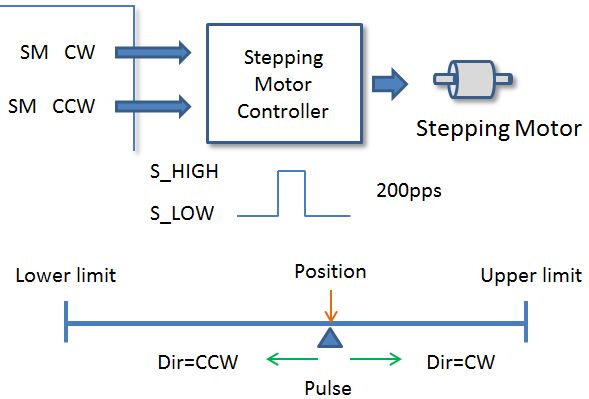 SM CW
SM CCW
Stepping
Motor
Controller
Stepping Motor
S_HIGH
S_LOW
200pps
Lower limit
Position
Upper limit
Dir=CCW
Dir=CW
Pulse